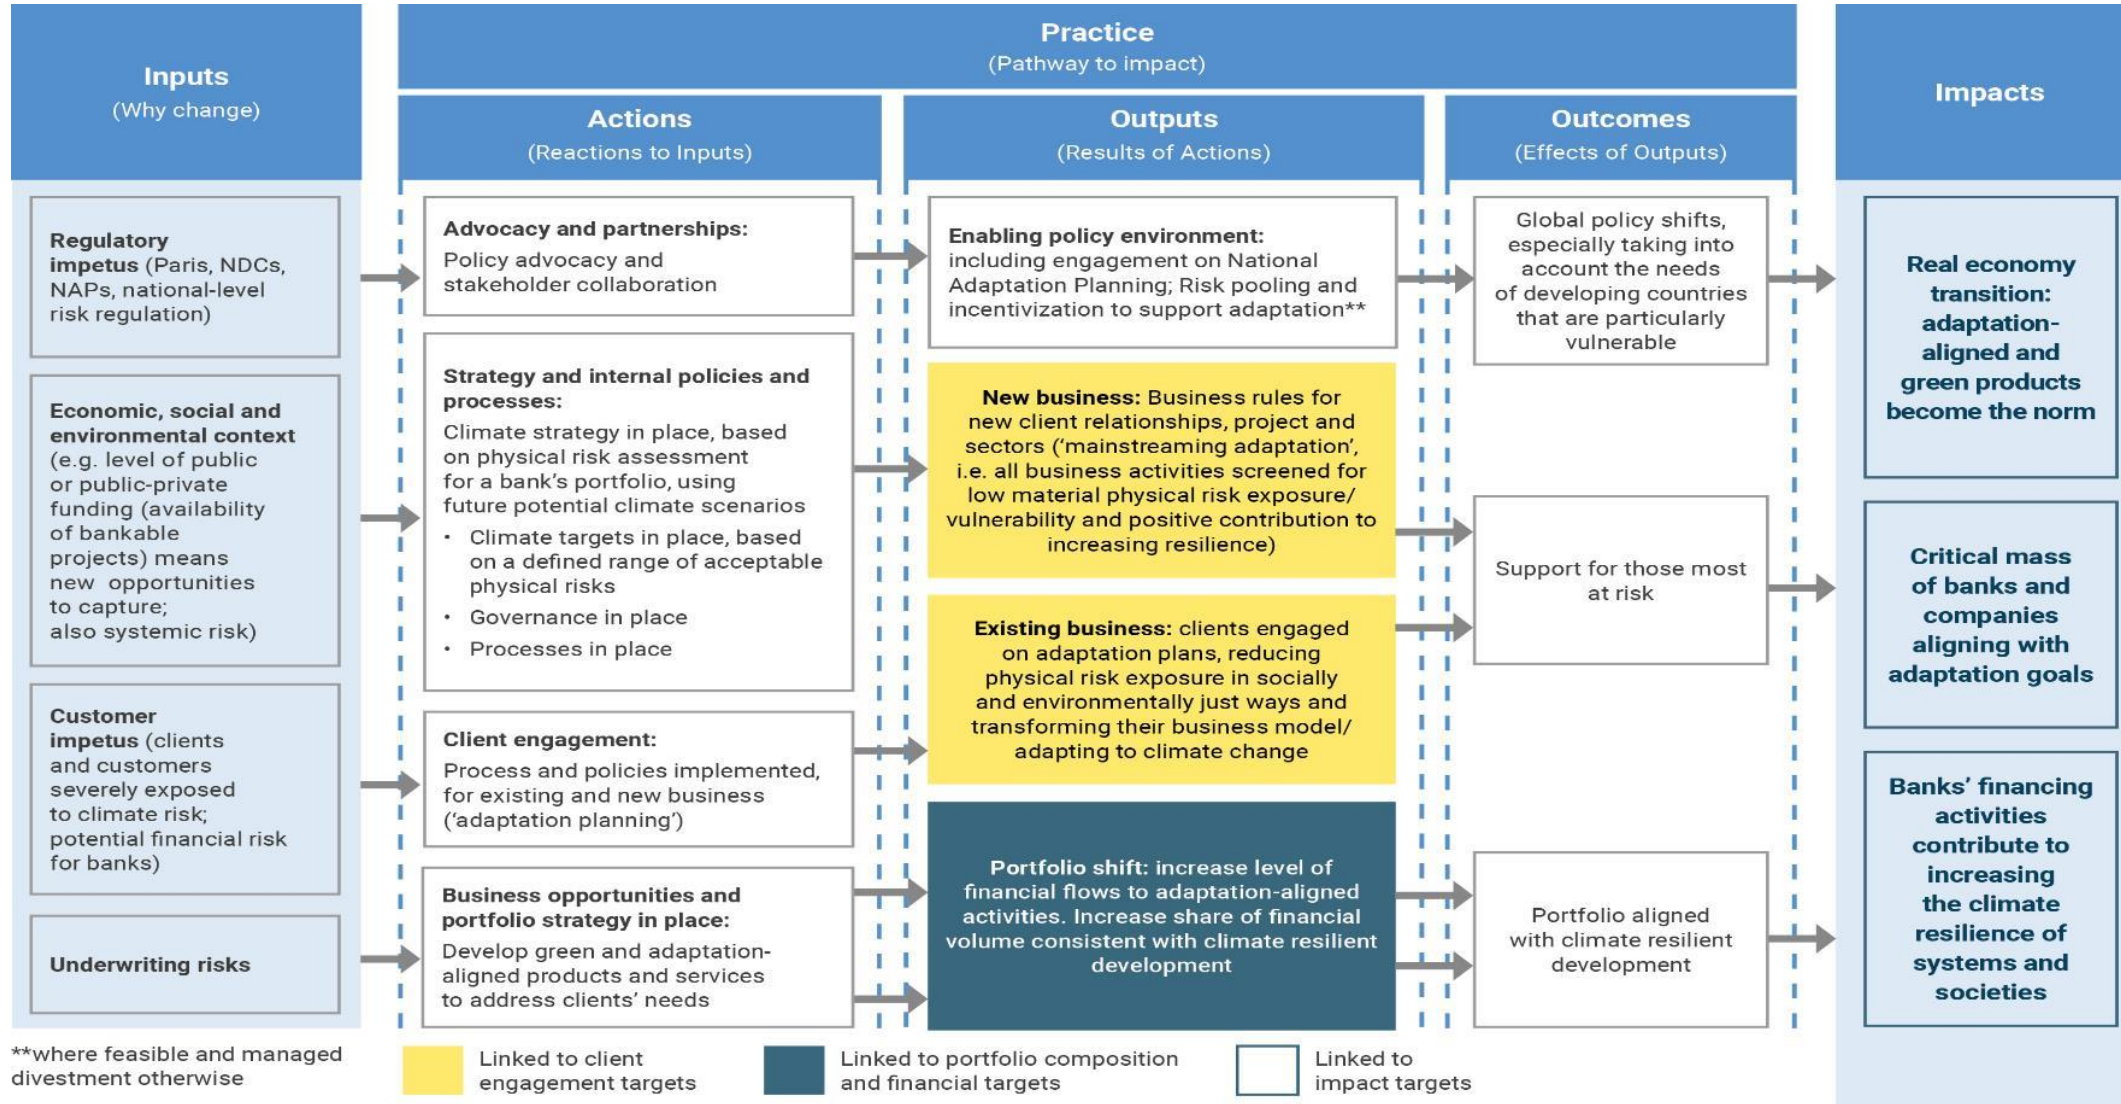 Inputs
(Why change)
Practice
(Pathway to impact)
Actions
(Reactions to Inputs)
Outputs
(Results of Actions)
Outcomes
(Effects of Outputs)
Impacts
Regulatory
impetus (Paris, NDCs,
NAPs, national-level
risk regulation)
Economic, social and
environmental context
(e.g. level of public
or public-private
funding (availability
of bankable
projects) means
new opportunities
to capture;
also systemic risk)
Customer
impetus (clients
and customers
severely exposed
to climate risk;
potential financial risk
for banks)
Underwriting risks
Advocacy and partnerships:
Policy advocacy and
stakeholder collaboration
Strategy and internal policies and
processes:
Climate strategy in place, based
on physical risk assessment
for a bank's portfolio, using
future potential climate scenarios
• Climate targets in place, based
on a defined range of acceptable
physical risks
• Governance in place
• Processes in place
Client engagement:
Process and policies implemented,
for existing and new business
('adaptation planning')
Business opportunities and
portfolio strategy in place:
Develop green and adaptation-
aligned products and services
to address clients' needs
Enabling policy environment:
including engagement on National
Adaptation Planning; Risk pooling and
incentivization to support adaptation**
New business: Business rules for
new client relationships, project and
sectors ('mainstreaming adaptation',
i.e. all business activities screened for
low material physical risk exposure/
vulnerability and positive contribution to
increasing resilience)
Existing business: clients engaged
on adaptation plans, reducing
physical risk exposure in socially
and environmentally just ways and
transforming their business model/
adapting to climate change
Portfolio shift: increase level of
financial flows to adaptation-aligned
activities. Increase share of financial
volume consistent with climate resilient
development
Global policy shifts,
especially taking into
account the needs
of developing countries
that are particularly
vulnerable
Support for those most
at risk
Portfolio aligned
with climate resilient
development
Real economy
transition:
adaptation-
aligned and
green products
become the norm
Critical mass
of banks and
companies
aligning with
adaptation goals
Banks' financing
activities
contribute to
increasing
the climate
resilience of
systems and
societies
**where feasible and managed
divestment otherwise
Linked to client
engagement targets
Linked to portfolio composition
and financial targets
Linked to
impact targets